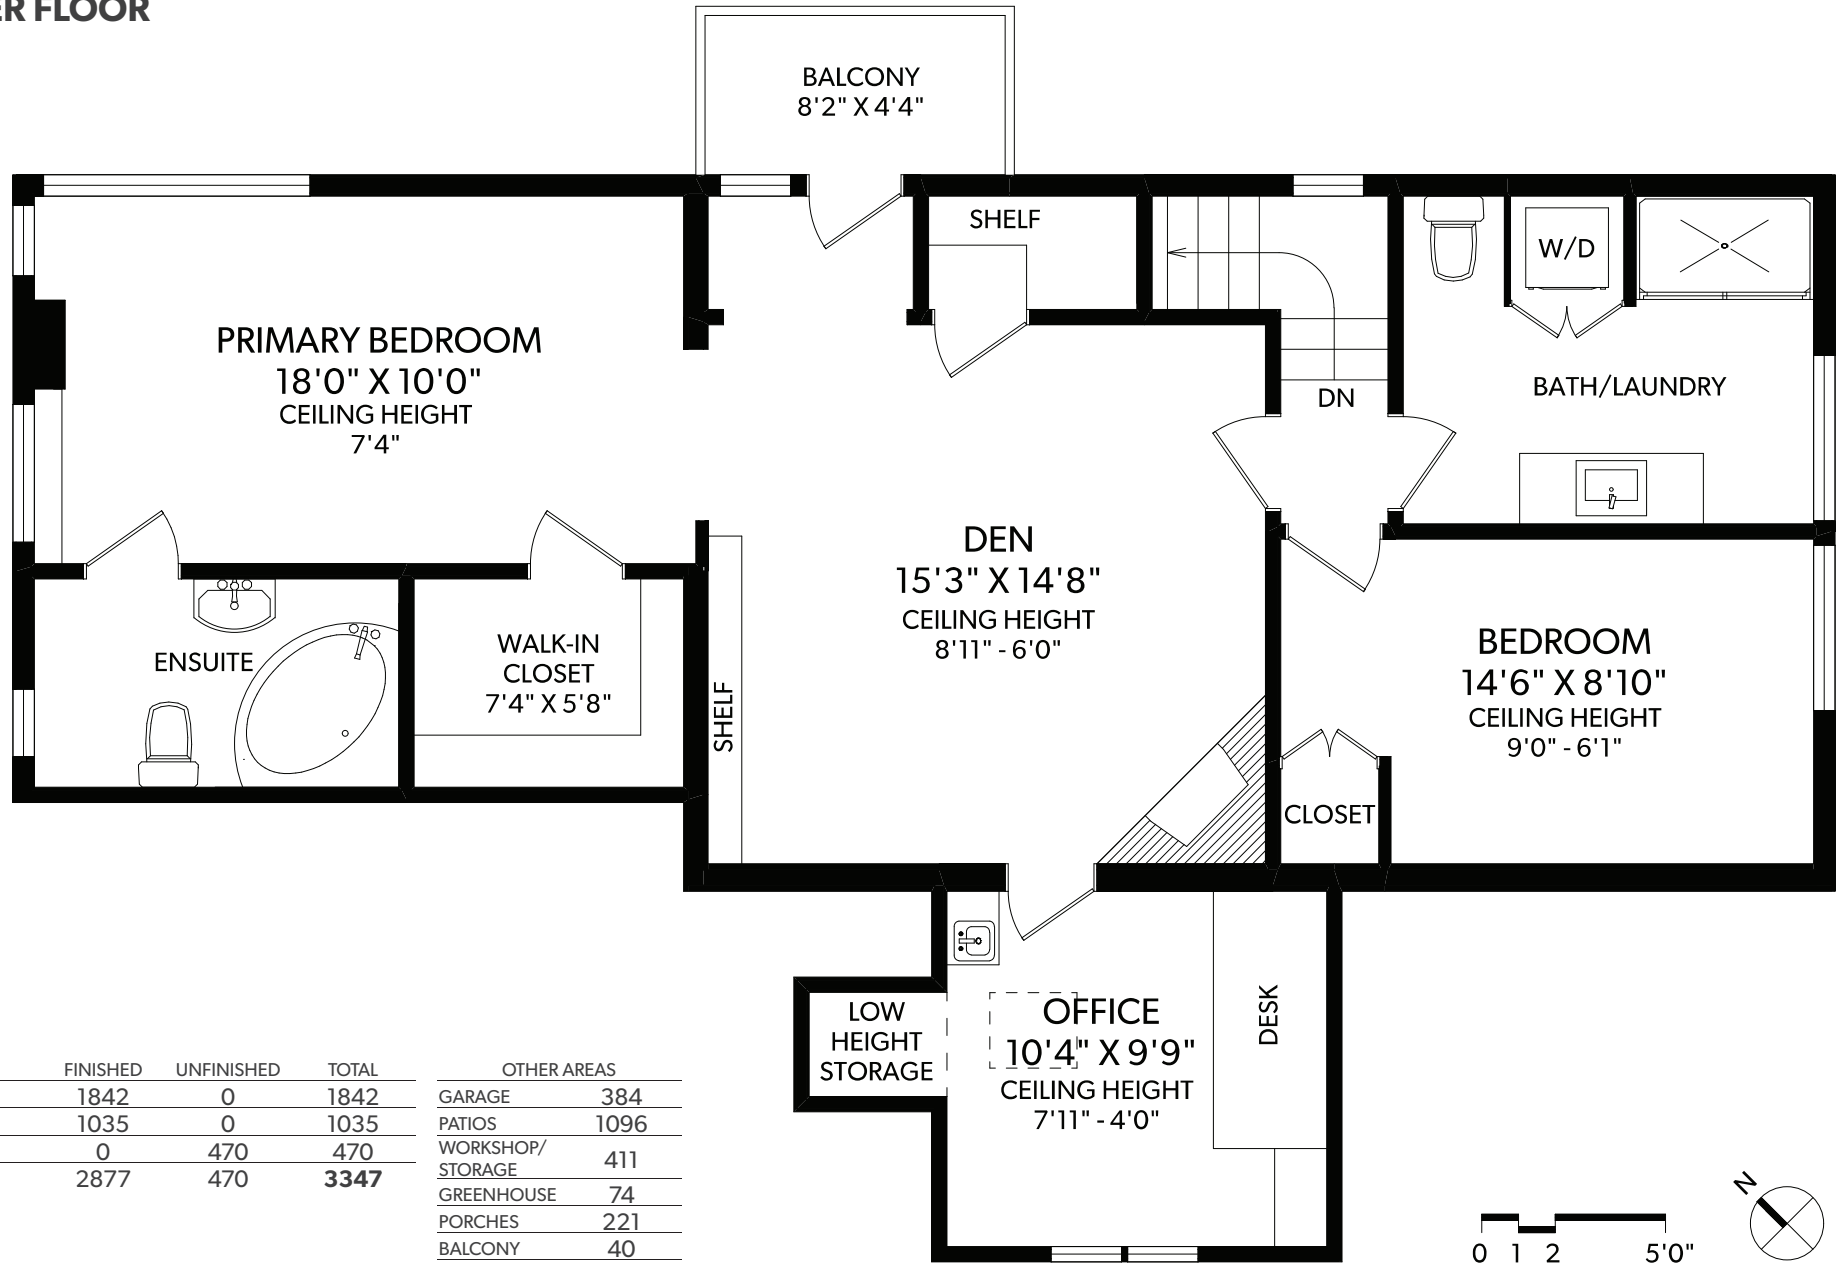 ER FLOOR
BALCONY
8'2" X 4'4"
SHELF
W/D
PRIMARY BEDROOM
18'0" X 10'0"
CEILING HEIGHT
7'4"
DN
BATH/LAUNDRY
DEN
15'3" X 14'8"
CEILING HEIGHT
8'11" - 6'0"
ENSUITE
WALK-IN
CLOSET
7'4" X 5'8"
SHELF
BEDROOM
14'6" X 8'10"
CEILING HEIGHT
9'0" - 6'1"
CLOSET
LOW
HEIGHT
STORAGE
OFFICE
10'4" X 9'9"
CEILING HEIGHT
7'11" - 4'0"
DESK
FINISHED UNFINISHED TOTAL
1842 0 1842
1035 0 1035
0 470 470
2877 470 3347
OTHER AREAS
GARAGE 384
PATIOS 1096
WORKSHOP/
STORAGE 411
GREENHOUSE 74
PORCHES 221
BALCONY 40
0 1 2 5'0"
N